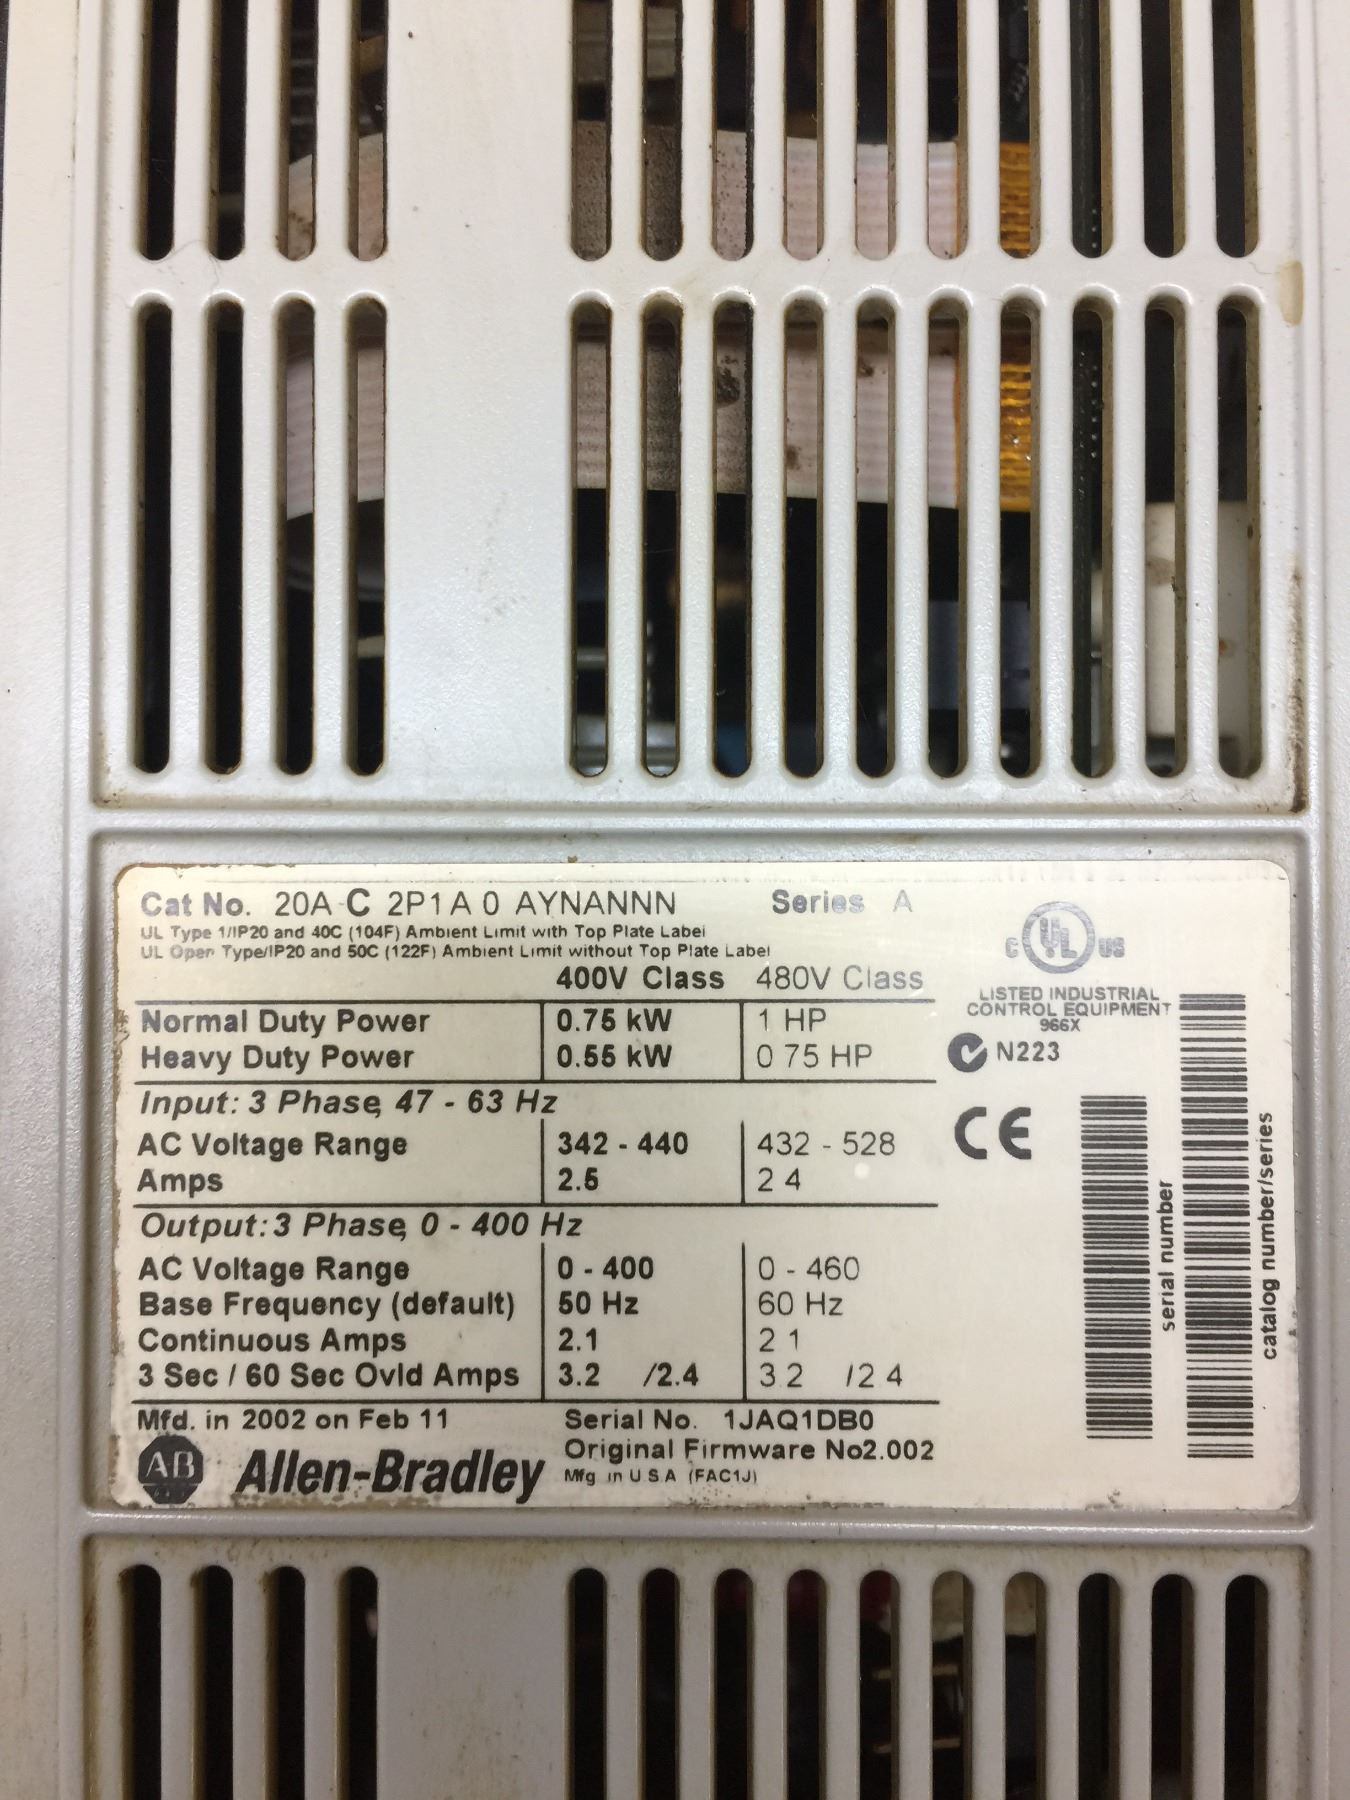 Cat No. 20A-C 2P1 A 0 AYNANNN Series A
UL Type 1/IP20 and 40C (104F) Ambient Limit with Top Plate Label
UL Open Type/IP20 and 50C (122F) Ambient Limit without Top Plate Label
400V Class 480V Class
Normal Duty Power 0.75 kW 1 HP
Heavy Duty Power 0.55 kW 0 75 HP
Input: 3 Phase, 47 - 63 Hz
AC Voltage Range 342 - 440 432 - 528
Amps 2.5 2 4
Output: 3 Phase, 0 - 400 Hz
AC Voltage Range 0 - 400 0 - 460
Base Frequency (default) 50 Hz 60 Hz
Continuous Amps 2.1 2 1
3 Sec / 60 Sec Ovld Amps 3.2 /2.4 3.2 /2 4
Mfd. in 2002 on Feb 11 Serial No. 1JAQ1DB0
Original Firmware No2.002
AB Allen-Bradley Mfg in U S A (FAC1J)
C UL US
LISTED INDUSTRIAL
CONTROL EQUIPMENT
966X
N223
CE
serial number
catalog number/series